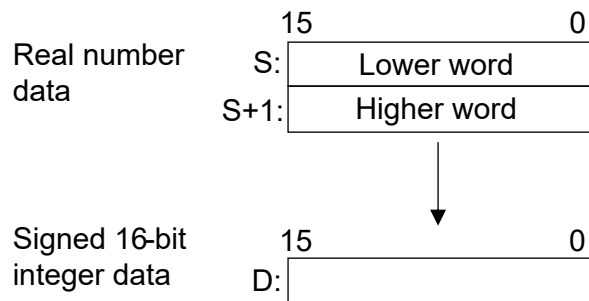 15 0
Real number
data
S: Lower word
S+1: Higher word
Signed 16-bit
integer data
15 0
D: